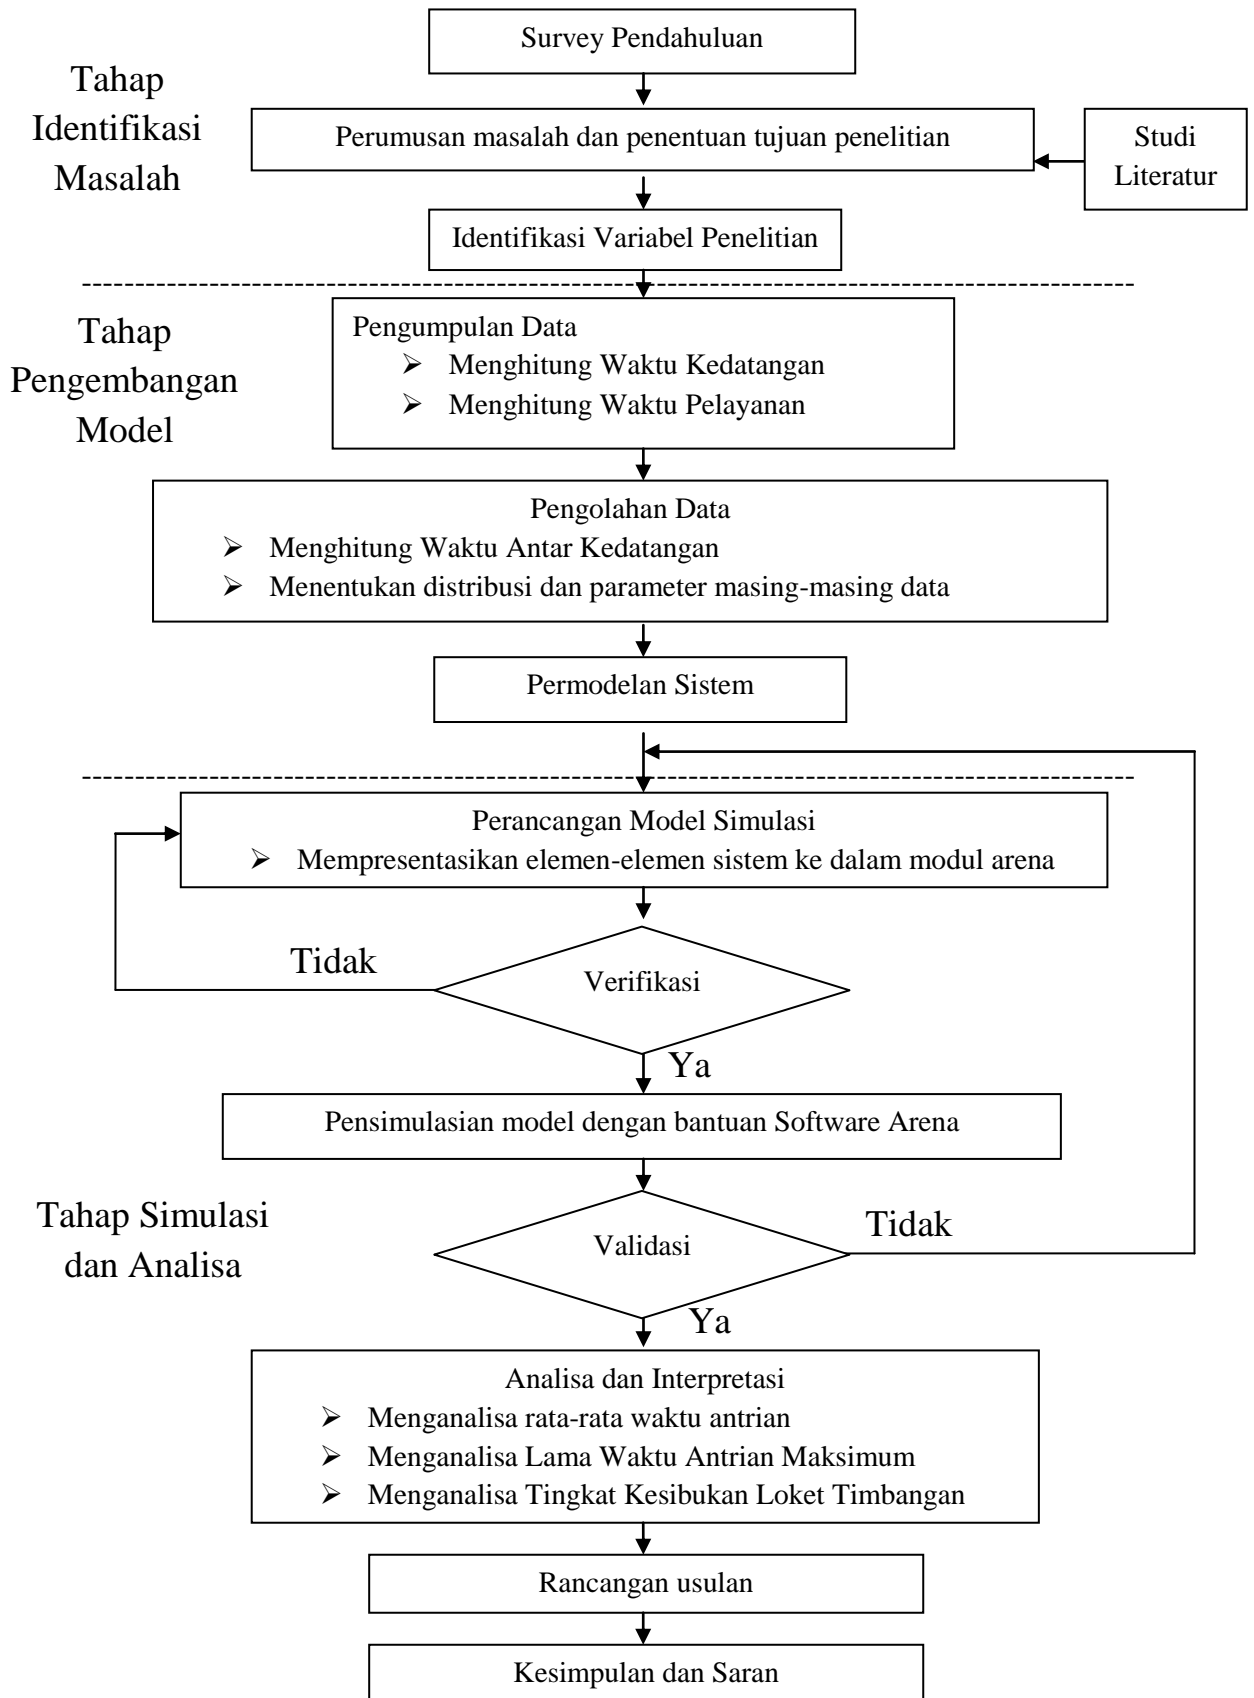 Survey Pendahuluan
Tahap
Identifikasi
Masalah
Perumusan masalah dan penentuan tujuan penelitian
Studi
Literatur
Identifikasi Variabel Penelitian
Tahap
Pengembangan
Model
Pengumpulan Data
➢ Menghitung Waktu Kedatangan
➢ Menghitung Waktu Pelayanan
Pengolahan Data
➢ Menghitung Waktu Antar Kedatangan
➢ Menentukan distribusi dan parameter masing-masing data
Permodelan Sistem
Perancangan Model Simulasi
➢ Mempresentasikan elemen-elemen sistem ke dalam modul arena
Tidak
Verifikasi
Ya
Pensimulasian model dengan bantuan Software Arena
Tahap Simulasi
dan Analisa
Validasi
Tidak
Ya
Analisa dan Interpretasi
➢ Menganalisa rata-rata waktu antrian
➢ Menganalisa Lama Waktu Antrian Maksimum
➢ Menganalisa Tingkat Kesibukan Loket Timbangan
Rancangan usulan
Kesimpulan dan Saran